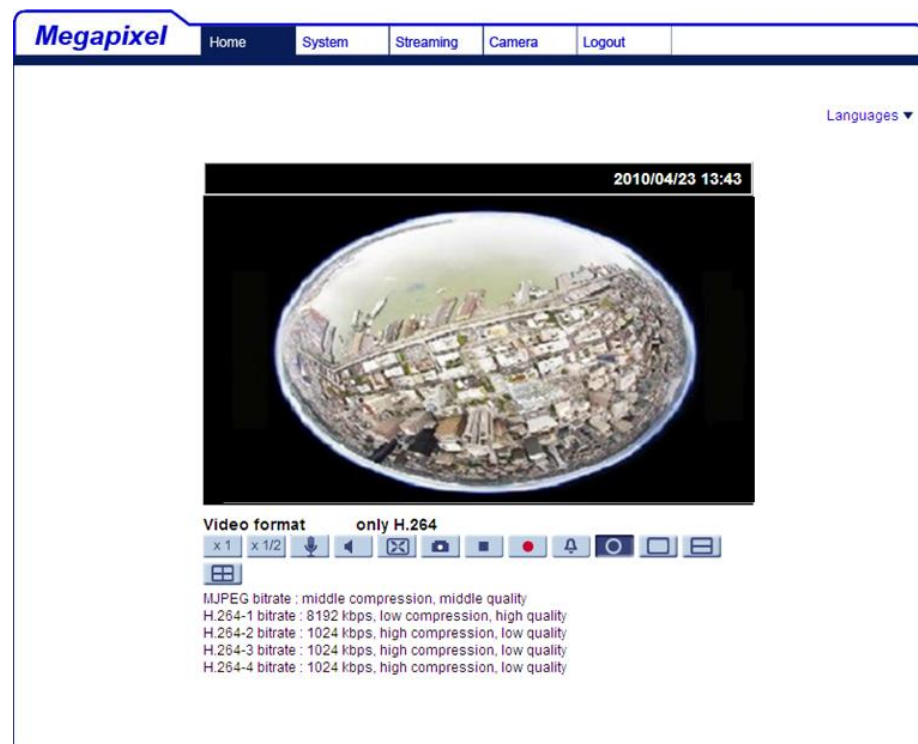 Megapixel
Home System Streaming Camera Logout
Languages ▼
2010/04/23 13:43
Video format only H.264
x 1 x 1/2
MJPEG bitrate : middle compression, middle quality
H.264-1 bitrate : 8192 kbps, low compression, high quality
H.264-2 bitrate : 1024 kbps, high compression, low quality
H.264-3 bitrate : 1024 kbps, high compression, low quality
H.264-4 bitrate : 1024 kbps, high compression, low quality